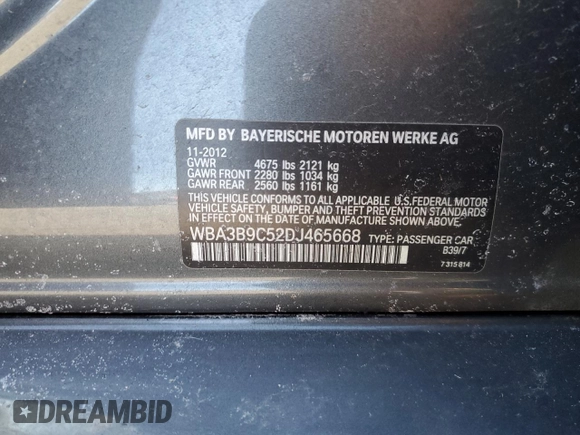 MFD BY BAYERISCHE MOTOREN WERKE AG
11-2012
GVWR 4675 lbs 2121 kg
GAWR FRONT 2280 lbs 1034 kg
GAWR REAR 2560 lbs 1161 kg
THIS VEHICLE CONFORMS TO ALL APPLICABLE U.S.FEDERAL MOTOR
VEHICLE SAFETY, BUMPER, AND THEFT PREVENTION STANDARDS
IN EFFECT ON THE DATE OF MANUFACTURE SHOWN ABOVE.
WBA3B9C52DJ465668 TYPE: PASSENGER CAR
B39/7
7 315 814
DREAMBID